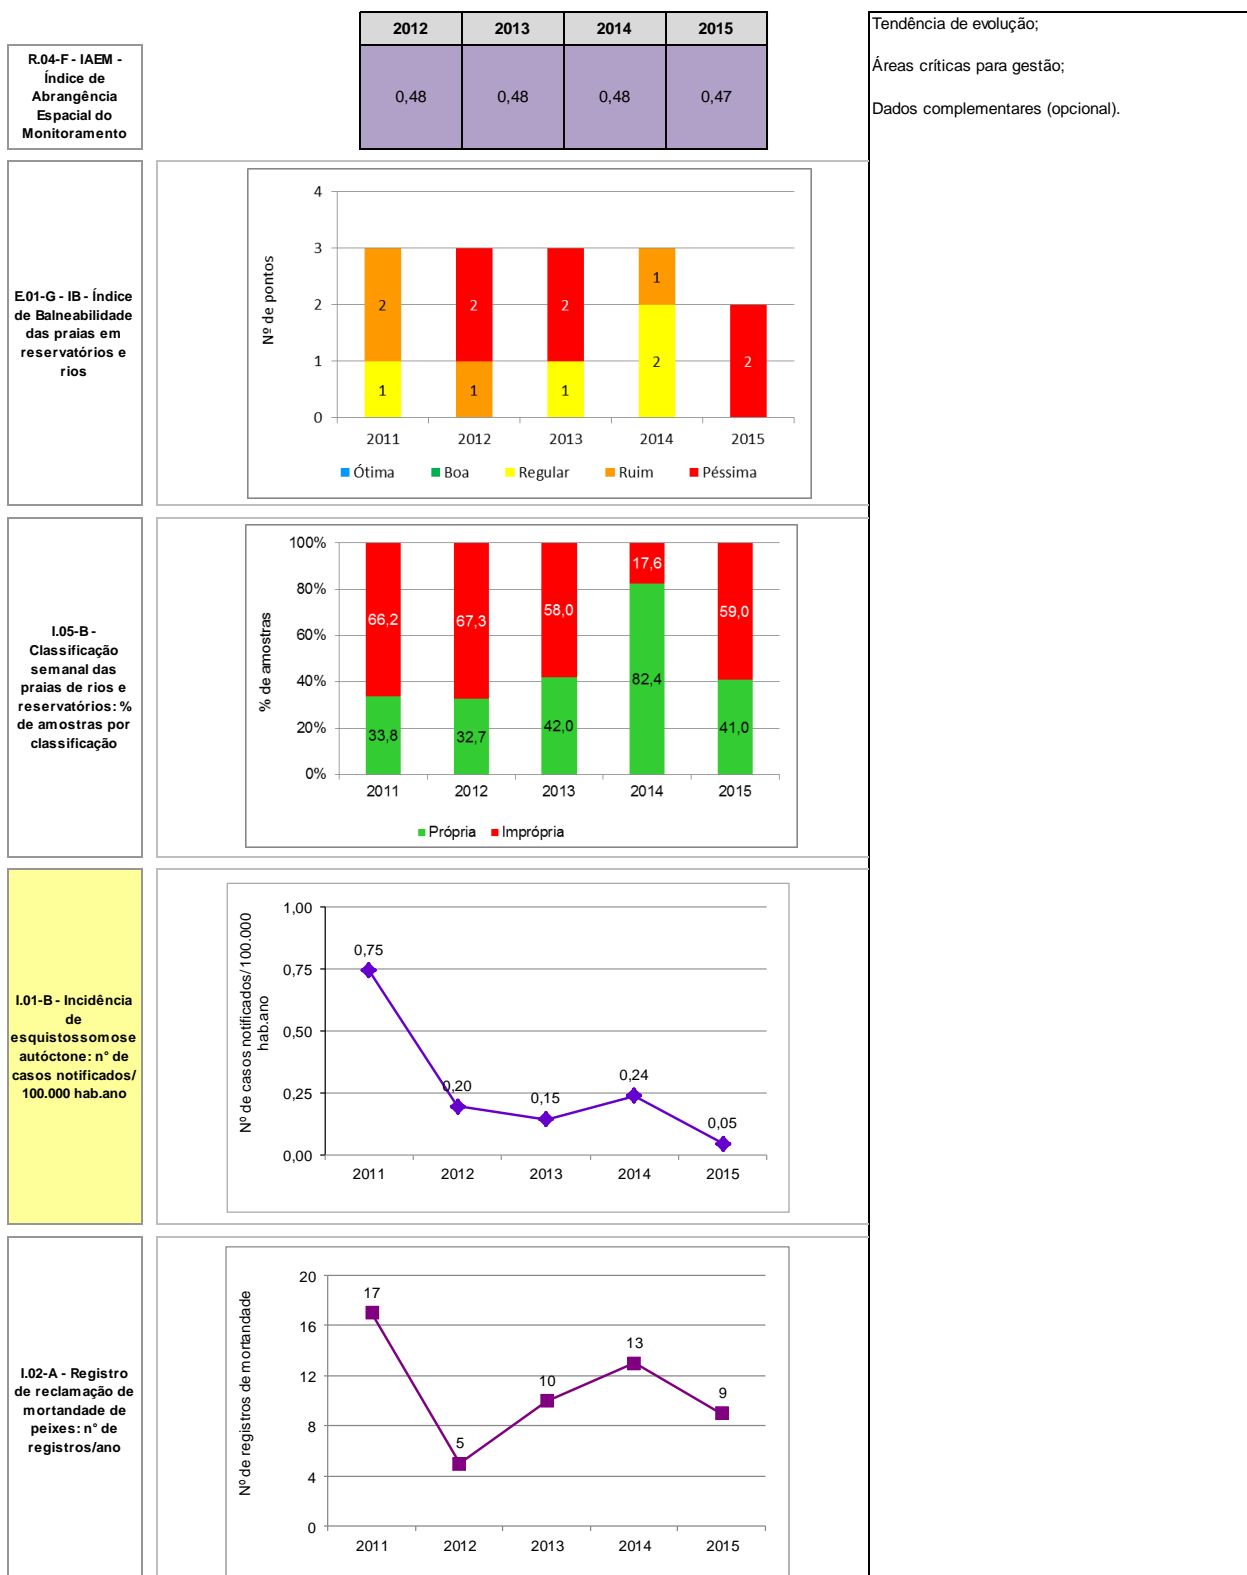 2012 2013 2014 2015
R.04-F - IAEM -
Índice de
Abrangência
Espacial do
Monitoramento
0,48 0,48 0,48 0,47
Tendência de evolução;
Áreas críticas para gestão;
Dados complementares (opcional).
E.01-G - IB - Índice
de Balneabilidade
das praias em
reservatórios e
rios
Nº de pontos
4
3
2
1
0
2 2 2 1
1 1 1 2 2
2011 2012 2013 2014 2015
Ótima Boa Regular Ruim Péssima
I.05-B -
Classificação
semanal das
praias de rios e
reservatórios: %
de amostras por
classificação
% de amostras
100%
80%
60%
40%
20%
0%
66,2 67,3 58,0 17,6 59,0
33,8 32,7 42,0 82,4 41,0
2011 2012 2013 2014 2015
Própria Imprópria
I.01-B - Incidência
de
esquistossomose
autóctone: n° de
casos notificados/
100.000 hab.ano
Nº de casos notificados/100.000
hab.ano
1,00
0,75
0,50
0,25
0,00
0,75 0,20 0,15 0,24 0,05
2011 2012 2013 2014 2015
I.02-A - Registro
de reclamação de
mortandade de
peixes: n° de
registros/ano
Nº de registros de mortandade
20
16
12
8
4
0
17 5 10 13 9
2011 2012 2013 2014 2015